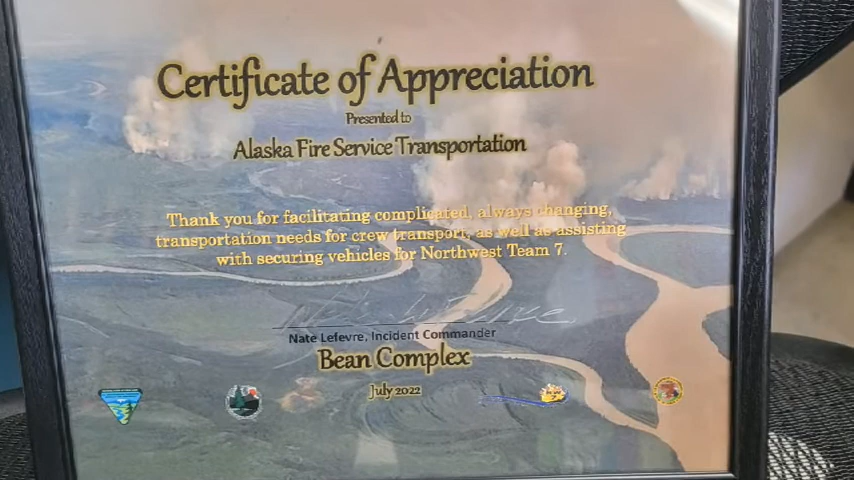 Certificate of Appreciation
Presented to
Alaska Fire Service Transportation
Thank you for facilitating complicated, always changing,
transportation needs for crew transport, as well as assisting
with securing vehicles for Northwest Team 7.
Nate Lefevre, Incident Commander
Bean Complex
July 2022